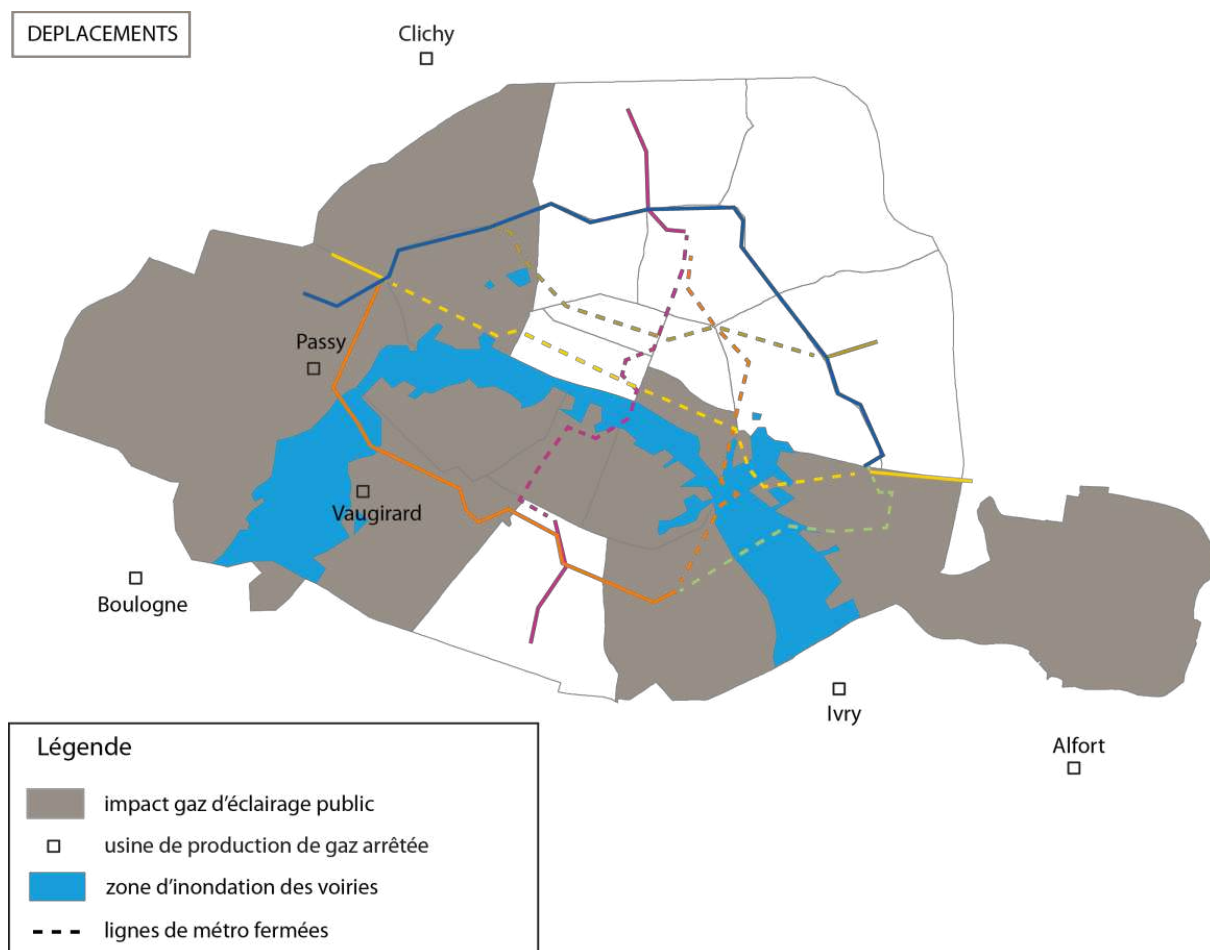 DEPLACEMENTS
Clichy
Passy
Vaugirard
Boulogne
Ivry
Alfort
Légende
impact gaz d'éclairage public
usine de production de gaz arrêtée
zone d'inondation des voiries
lignes de métro fermées